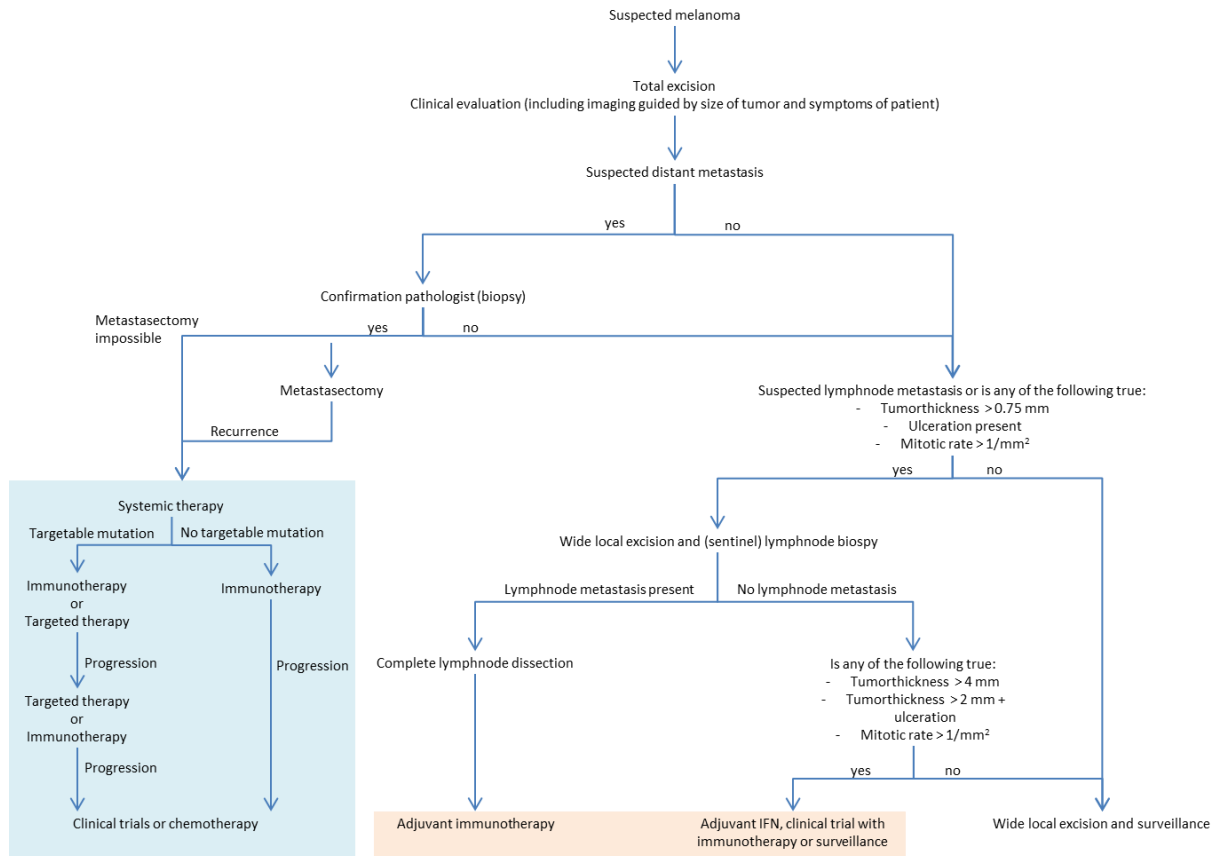 Suspected melanoma
Total excision
Clinical evaluation (including imaging guided by size of tumor and symptoms of patient)
Suspected distant metastasis
yes
no
Confirmation pathologist (biopsy)
Metastasectomy
impossible
yes
no
Metastasectomy
Recurrence
Suspected lymphnode metastasis or is any of the following true:
- Tumorthickness > 0.75 mm
- Ulceration present
- Mitotic rate > 1/mm²
yes
no
Systemic therapy
Targetable mutation
No targetable mutation
Immunotherapy
or
Targeted therapy
Immunotherapy
Progression
Progression
Targeted therapy
or
Immunotherapy
Progression
Clinical trials or chemotherapy
Wide local excision and (sentinel) lymphnode biospy
Lymphnode metastasis present
No lymphnode metastasis
Complete lymphnode dissection
Is any of the following true:
- Tumorthickness > 4 mm
- Tumorthickness > 2 mm +
ulceration
- Mitotic rate > 1/mm²
yes
no
Adjuvant immunotherapy
Adjuvant IFN, clinical trial with
immunotherapy or surveillance
Wide local excision and surveillance